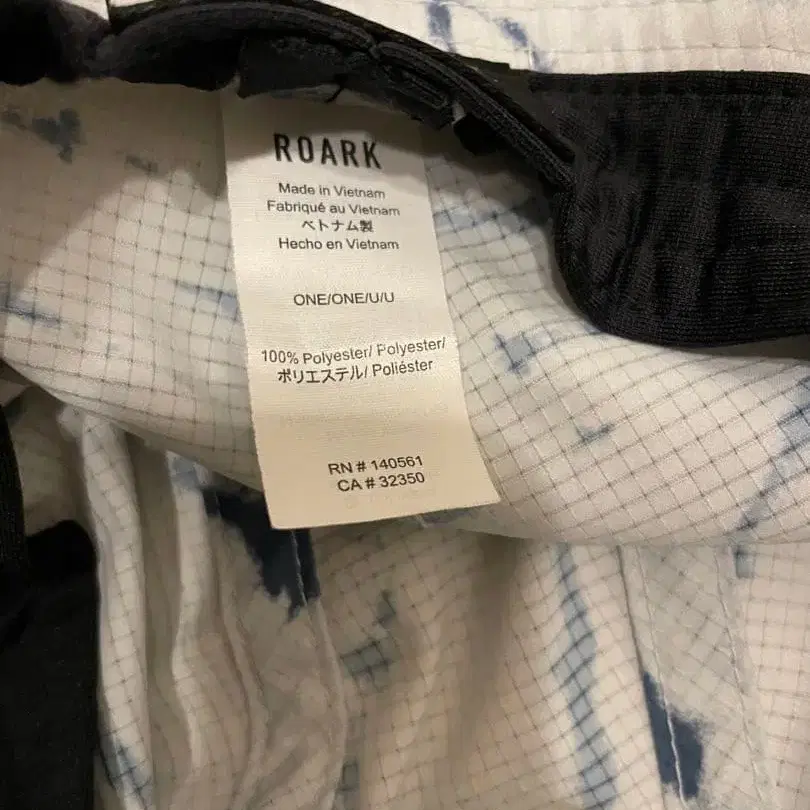 ROARK
Made in Vietnam
Fabriqué au Vietnam
ベトナム製
Hecho en Vietnam
ONE/ONE/U/U
100% Polyester/ Polyester/
ポリエステル/ Poliéster
RN # 140561
CA # 32350